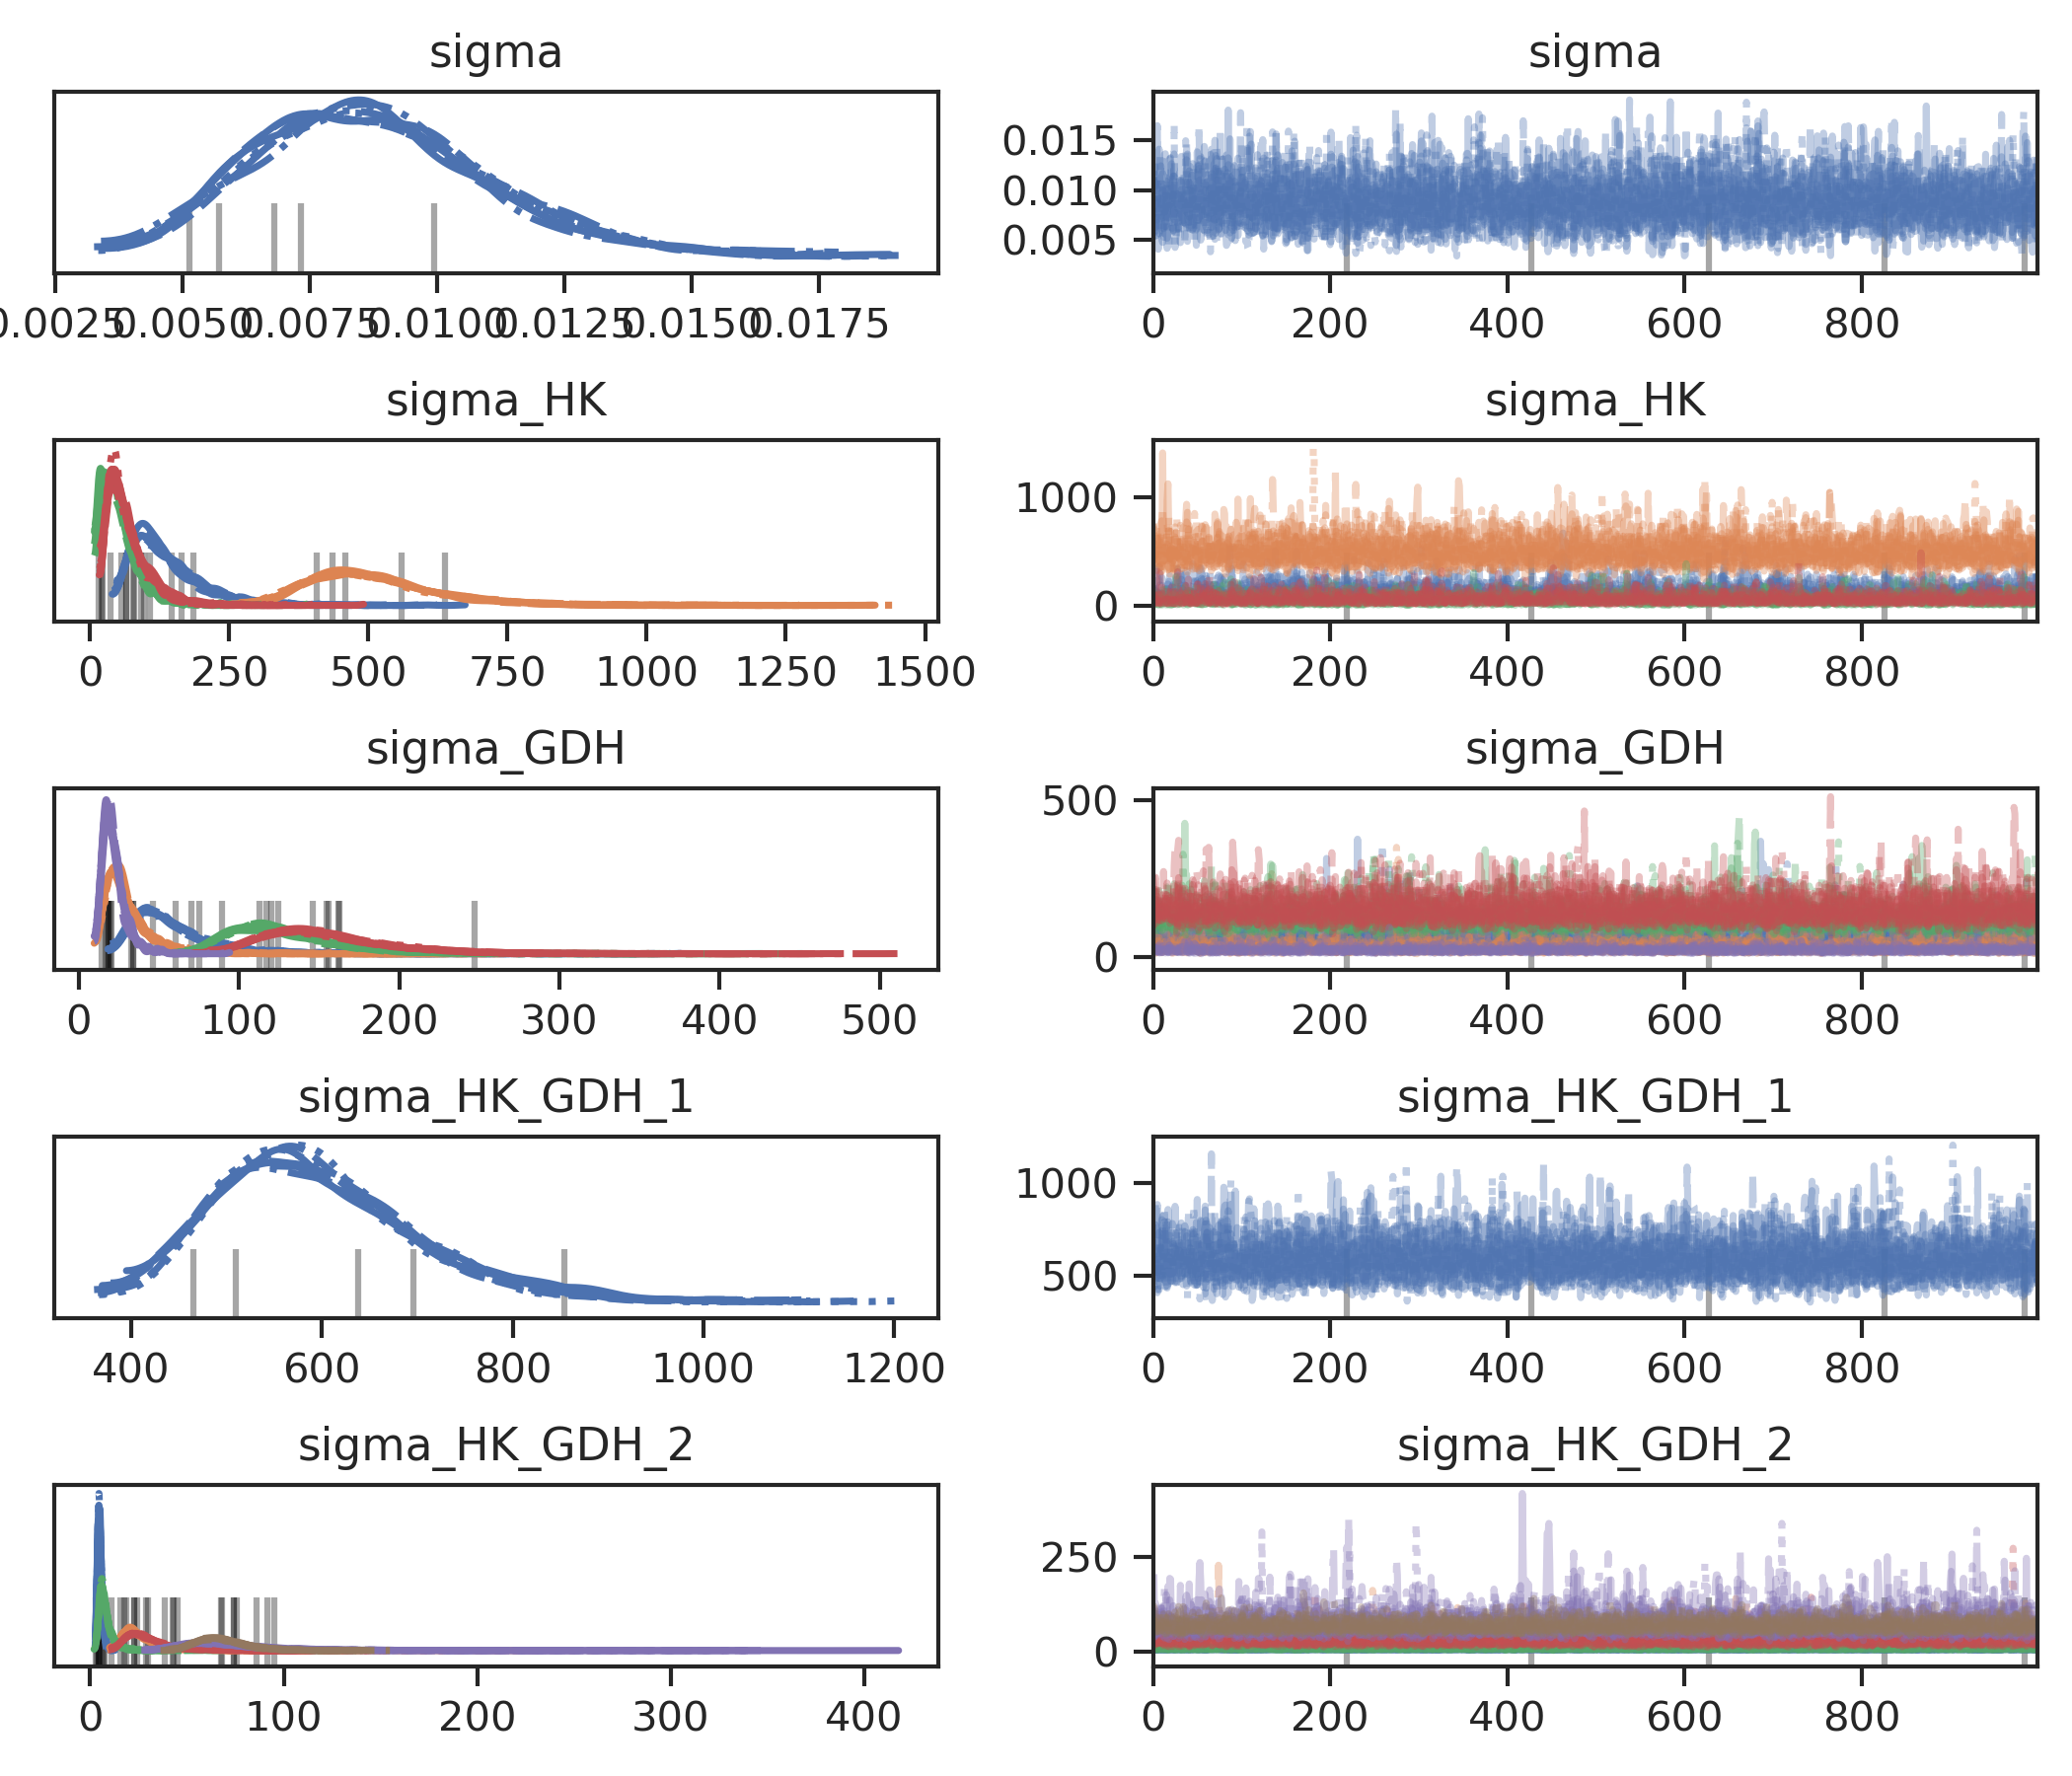 sigma sigma
0.015
0.010
0.005
0.0025 0.0050 0.0075 0.0100 0.0125 0.0150 0.0175 0 200 400 600 800
sigma_HK sigma_HK
1000
0
0 250 500 750 1000 1250 1500 0 200 400 600 800
sigma_GDH sigma_GDH
500
0
0 100 200 300 400 500 0 200 400 600 800
sigma_HK_GDH_1 sigma_HK_GDH_1
1000
500
400 600 800 1000 1200 0 200 400 600 800
sigma_HK_GDH_2 sigma_HK_GDH_2
250
0
0 100 200 300 400 0 200 400 600 800